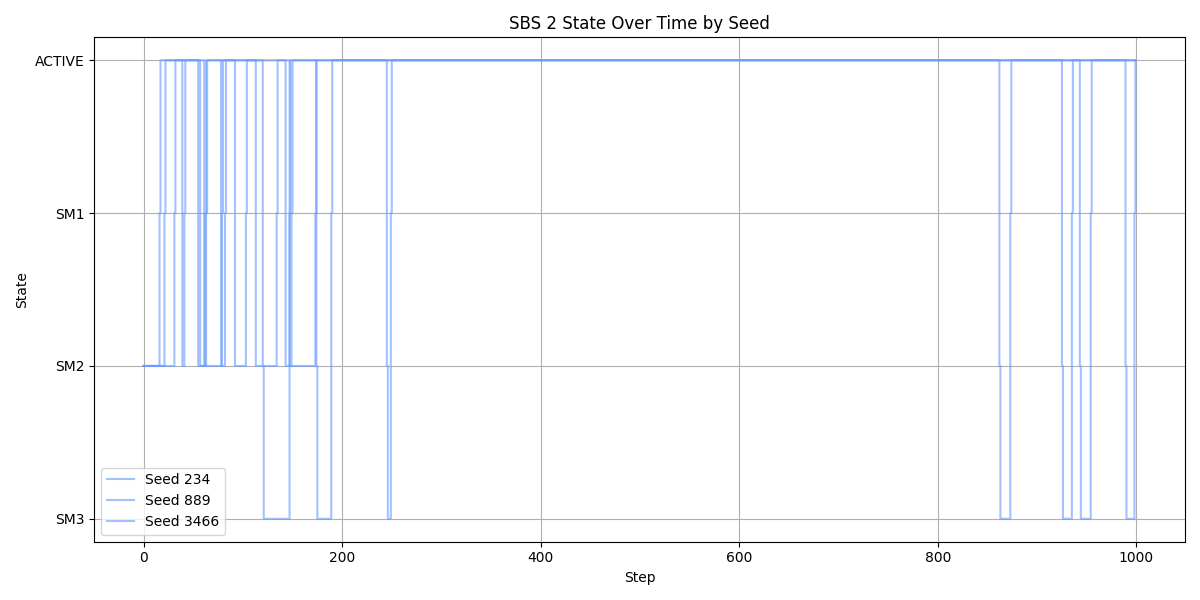 SBS 2 State Over Time by Seed
ACTIVE
SM1
SM2
SM3
State
Seed 234
Seed 889
Seed 3466
0
200
400
600
800
1000
Step